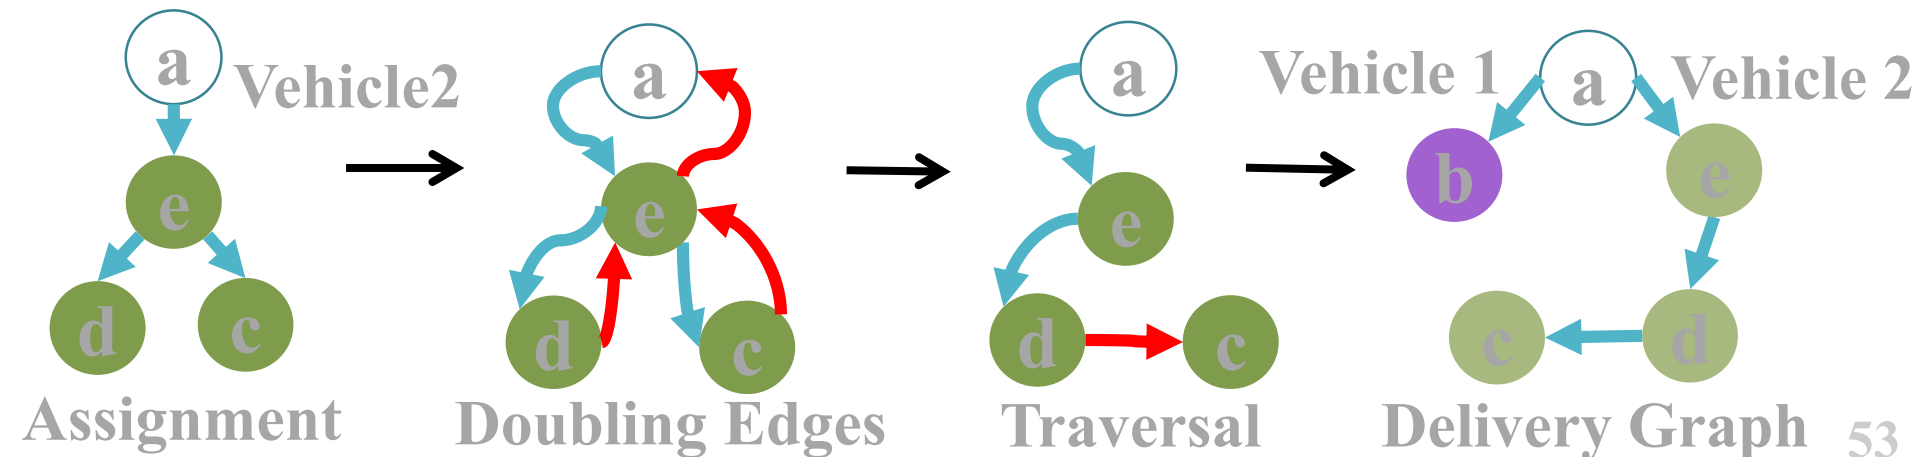 a
Vehicle2
e
d
c
Assignment
a
e
d
c
Doubling Edges
a
e
d
c
Traversal
Vehicle 1
a
Vehicle 2
b
e
c
d
Delivery Graph
53